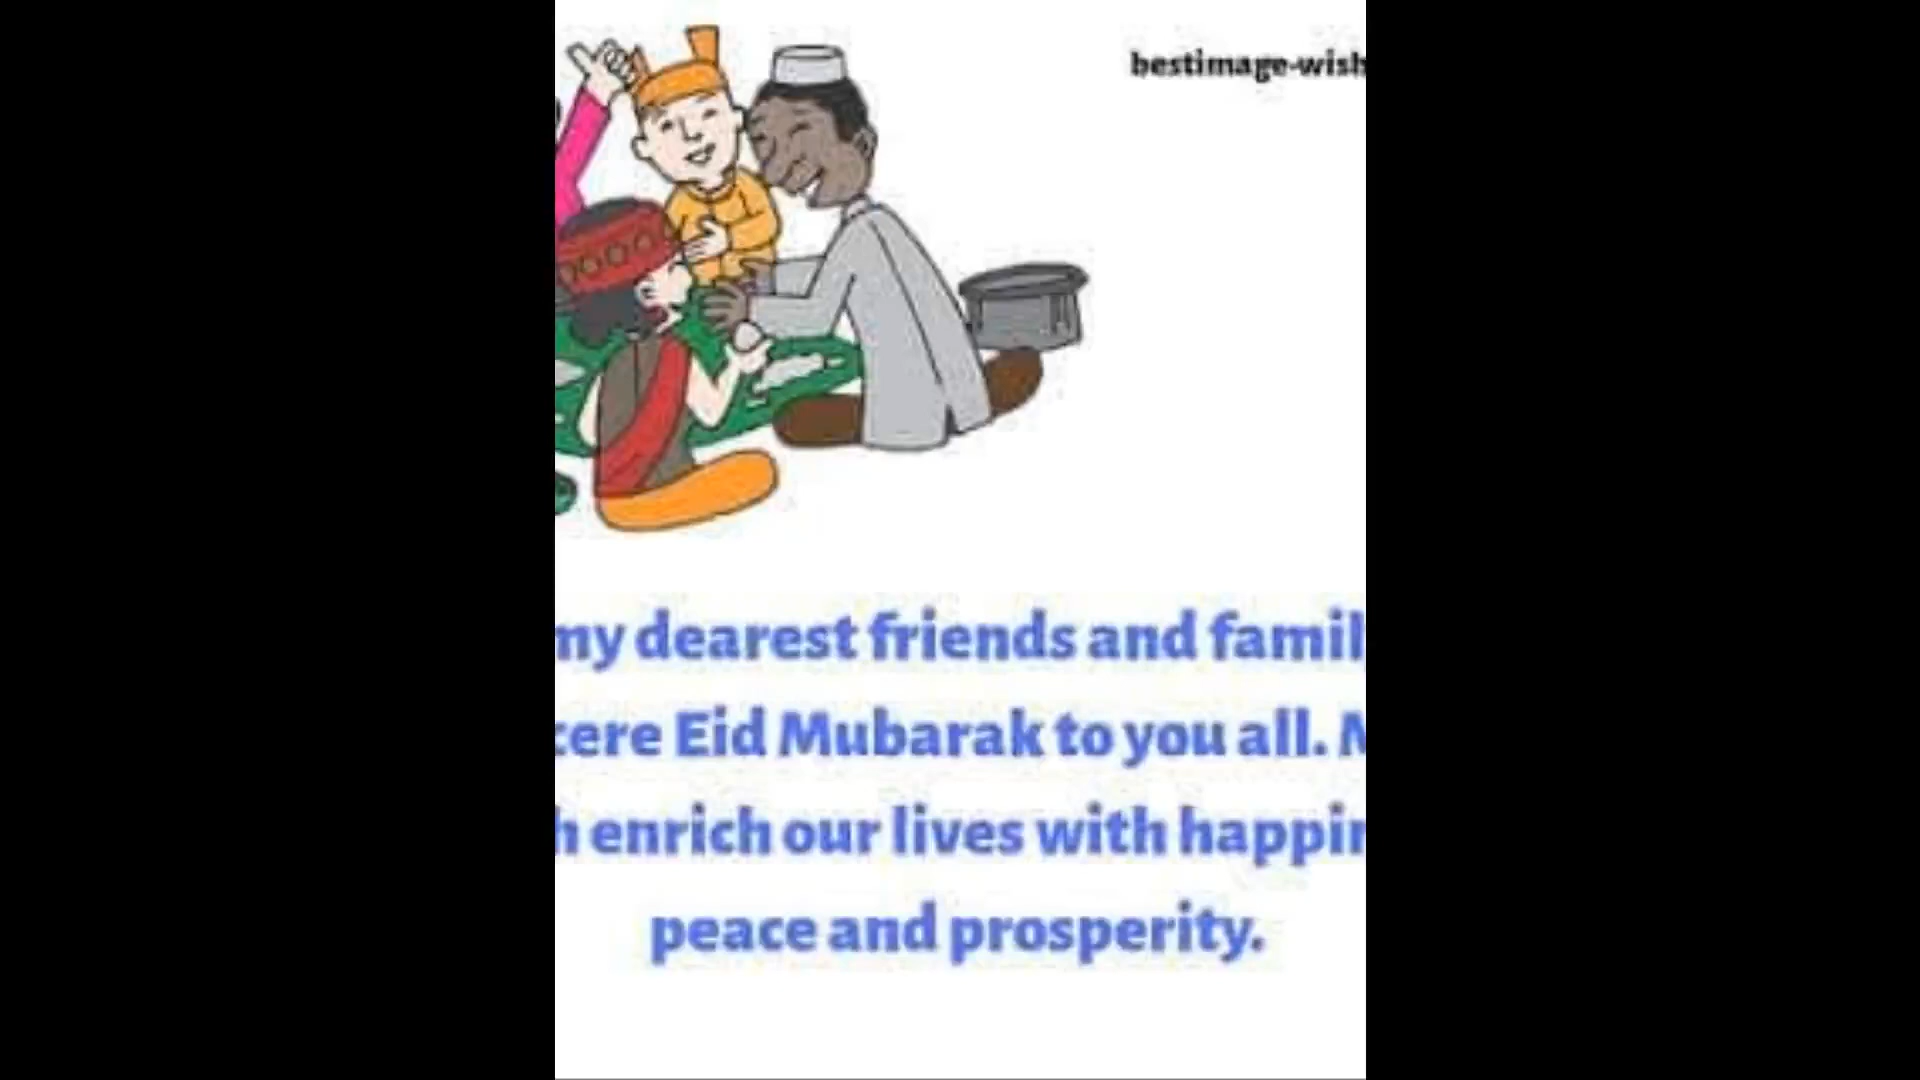 bestimage-wish
my dearest friends and famil
cere Eid Mubarak to you all. M
h enrich our lives with happin
peace and prosperity.